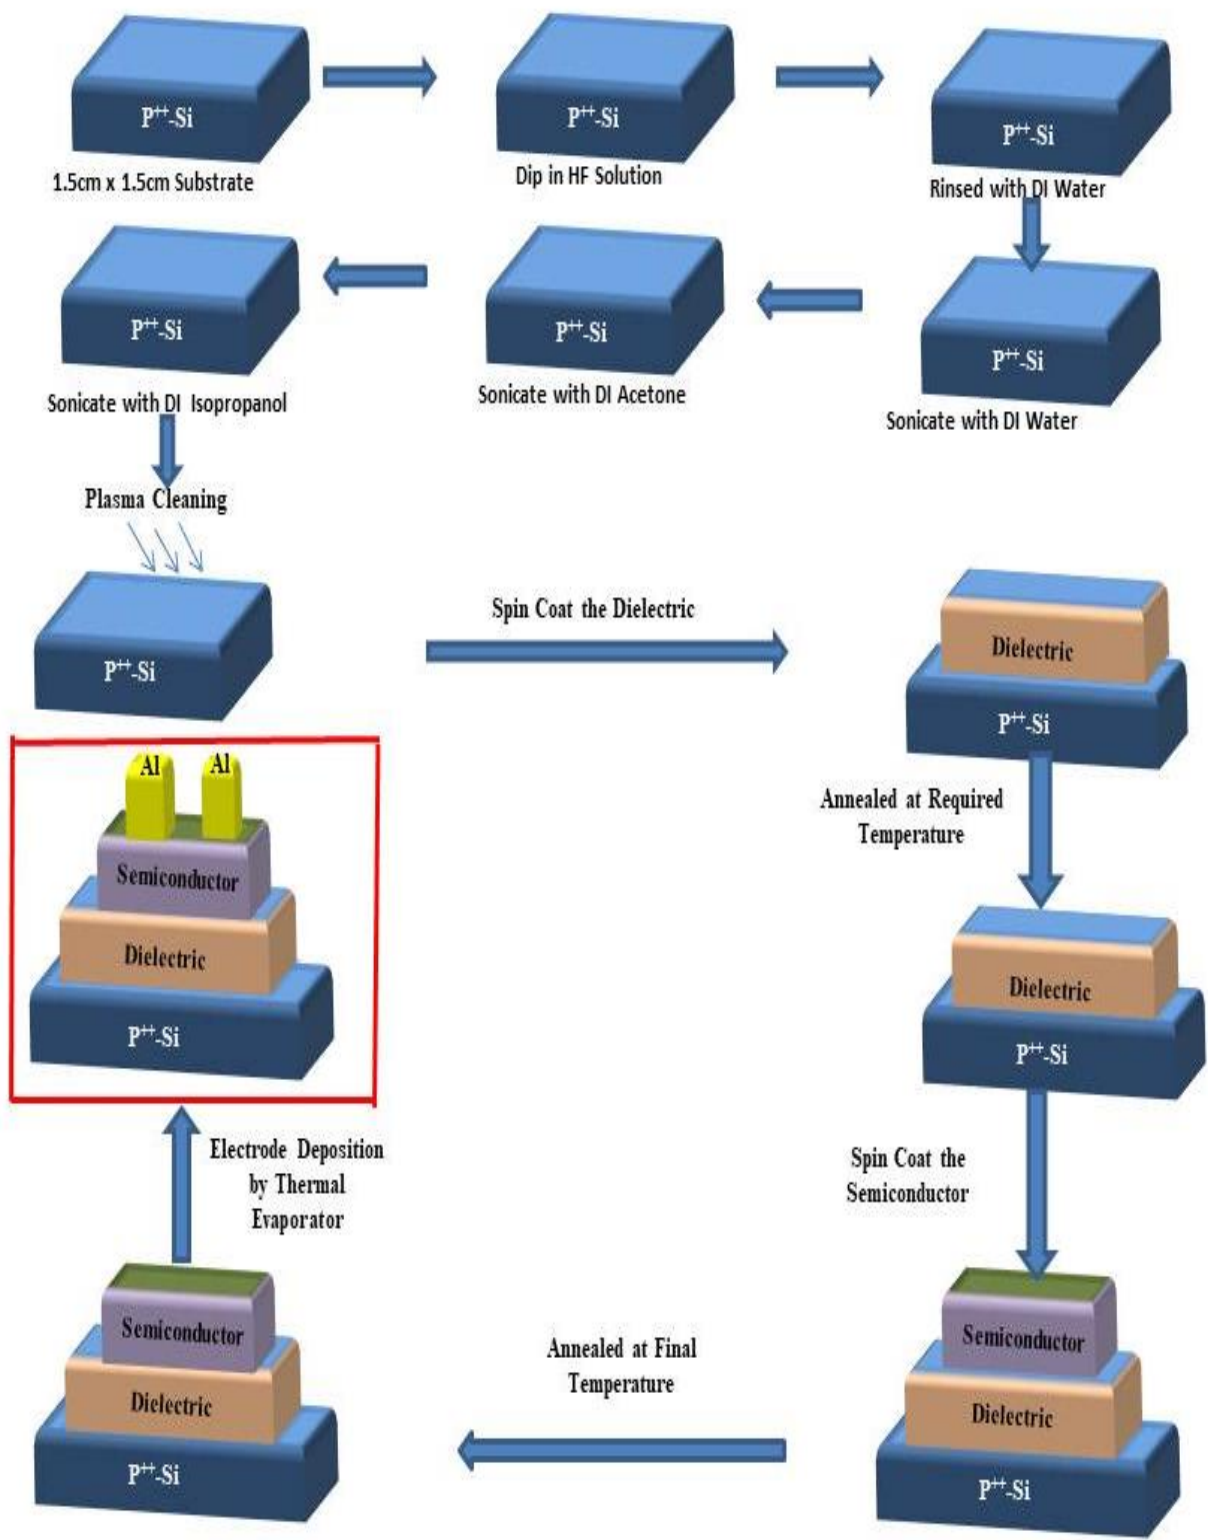 P++-Si
1.5cm x 1.5cm Substrate
P++-Si
Dip in HF Solution
P++-Si
Rinsed with DI Water
P++-Si
Sonicate with DI Water
P++-Si
Sonicate with DI Acetone
P++-Si
Sonicate with DI Isopropanol
Plasma Cleaning
P++-Si
Spin Coat the Dielectric
Dielectric
P++-Si
Annealed at Required
Temperature
Dielectric
P++-Si
Spin Coat the
Semiconductor
Semiconductor
Dielectric
P++-Si
Annealed at Final
Temperature
Semiconductor
Dielectric
P++-Si
Electrode Deposition
by Thermal
Evaporator
Al Al
Semiconductor
Dielectric
P++-Si